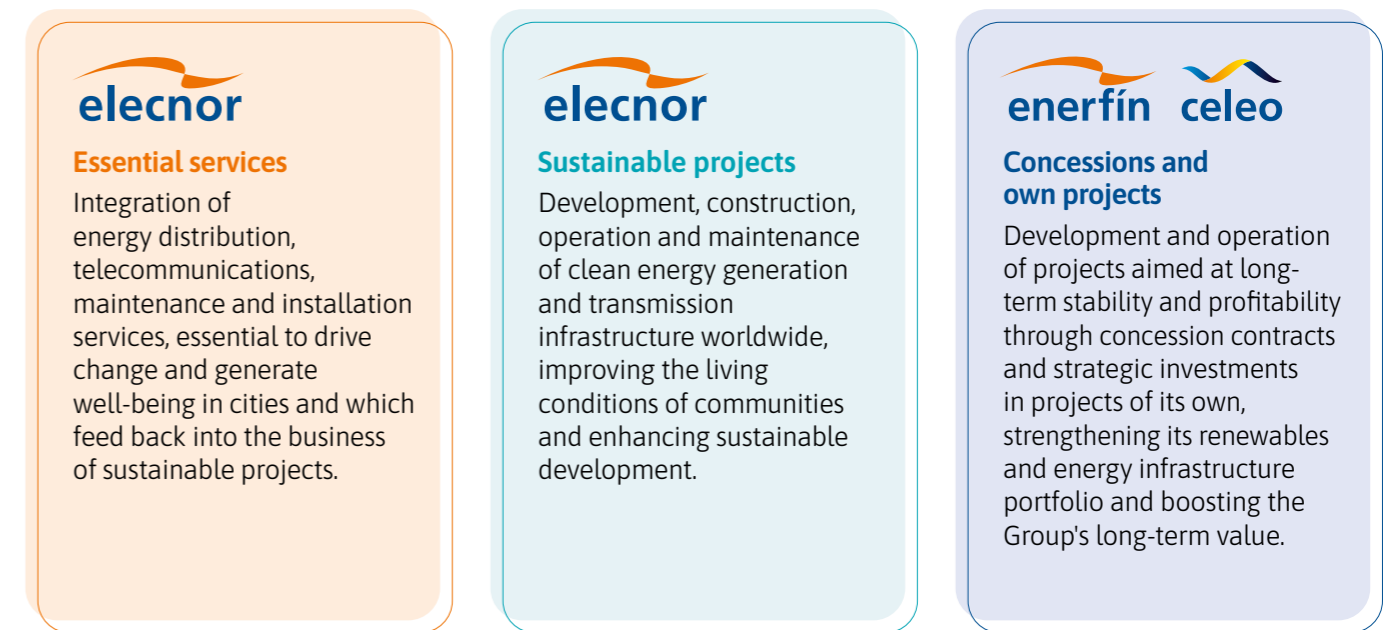 elecnor
Essential services
Integration of
energy distribution,
telecommunications,
maintenance and installation
services, essential to drive
change and generate
well-being in cities and which
feed back into the business
of sustainable projects.
elecnor
Sustainable projects
Development, construction,
operation and maintenance
of clean energy generation
and transmission
infrastructure worldwide,
improving the living
conditions of communities
and enhancing sustainable
development.
enerfín celeo
Concessions and
own projects
Development and operation
of projects aimed at long-
term stability and profitability
through concession contracts
and strategic investments
in projects of its own,
strengthening its renewables
and energy infrastructure
portfolio and boosting the
Group's long-term value.